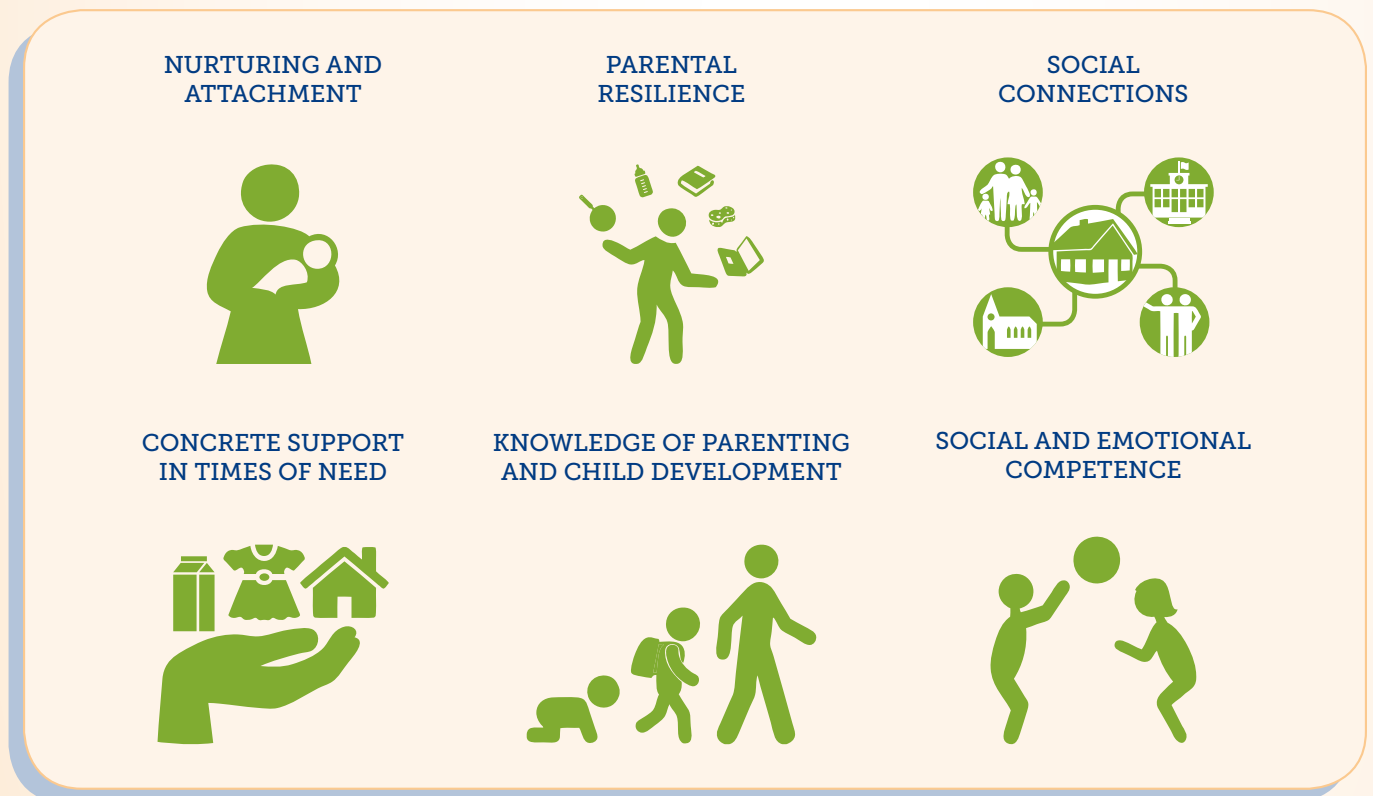 NURTURING AND
ATTACHMENT
PARENTAL
RESILIENCE
SOCIAL
CONNECTIONS
CONCRETE SUPPORT
IN TIMES OF NEED
KNOWLEDGE OF PARENTING
AND CHILD DEVELOPMENT
SOCIAL AND EMOTIONAL
COMPETENCE